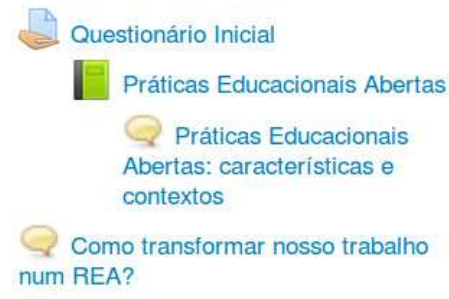 Questionário Inicial
Práticas Educacionais Abertas
Práticas Educacionais
Abertas: características e
contextos
Como transformar nosso trabalho
num REA?